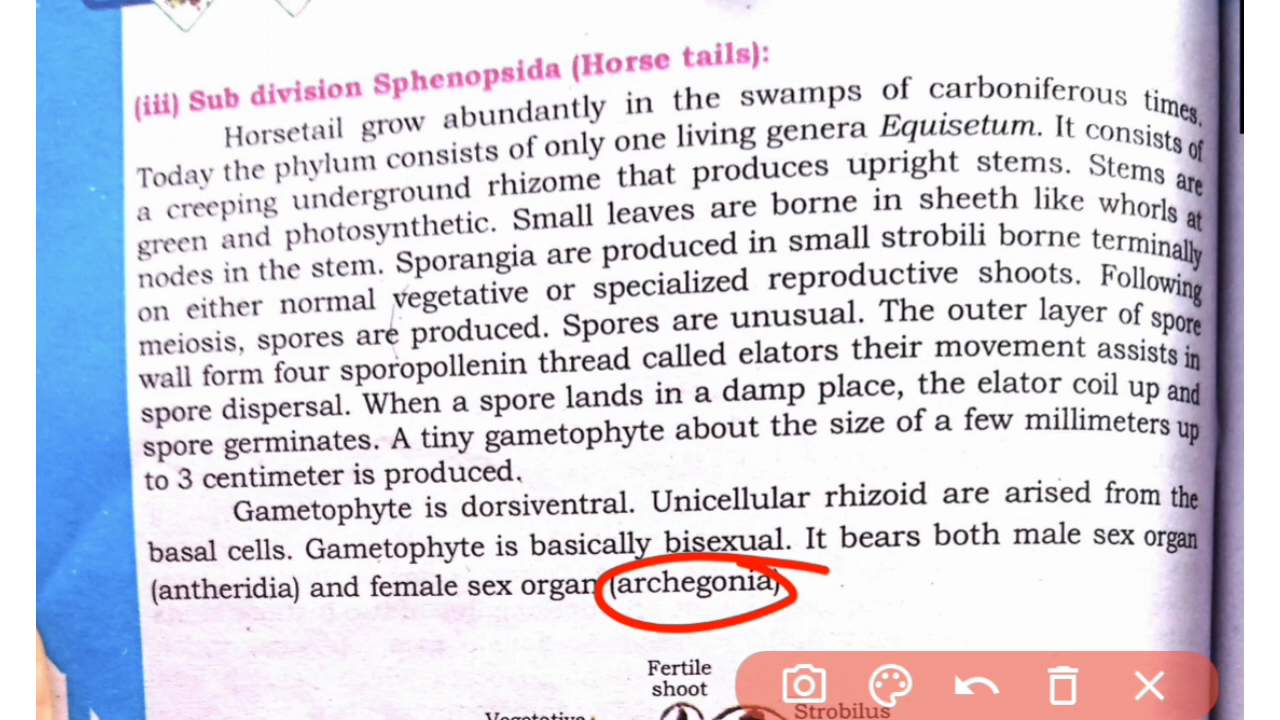 (iii) Sub division Sphenopsida (Horse tails):
Horsetail grow abundantly in the swamps of carboniferous times.
Today the phylum consists of only one living genera Equisetum. It consists of
a creeping underground rhizome that produces upright stems. Stems are
green and photosynthetic. Small leaves are borne in sheeth like whorls at
nodes in the stem. Sporangia are produced in small strobili borne terminally
on either normal vegetative or specialized reproductive shoots. Following
meiosis, spores are produced. Spores are unusual. The outer layer of spore
wall form four sporopollenin thread called elators their movement assists in
spore dispersal. When a spore lands in a damp place, the elator coil up and
spore germinates. A tiny gametophyte about the size of a few millimeters up
to 3 centimeter is produced.
Gametophyte is dorsiventral. Unicellular rhizoid are arised from the
basal cells. Gametophyte is basically bisexual. It bears both male sex organ
(antheridia) and female sex organ (archegonia)
Fertile
shoot
Strobilus
Vegetative